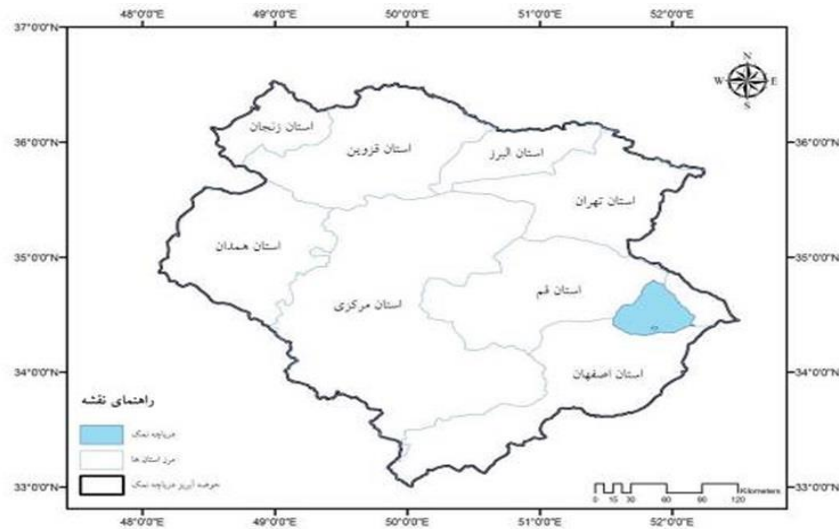 48°0'0"E 49°0'0"E 50°0'0"E 51°0'0"E 52°0'0"E
37°0'0"N 37°0'0"N
N
W E
S
استان زنجان
استان قزوین
استان البرز
36°0'0"N 36°0'0"N
استان تهران
استان همدان
35°0'0"N 35°0'0"N
استان قم
استان مرکزی
استان اصفهان
34°0'0"N 34°0'0"N
راهنمای نقشه
دریاچه نمک
مرز استان ها
حوضه آبریز دریاچه نمک
33°0'0"N 33°0'0"N
0 15 30 60 90 120
Kilometers
48°0'0"E 49°0'0"E 50°0'0"E 51°0'0"E 52°0'0"E